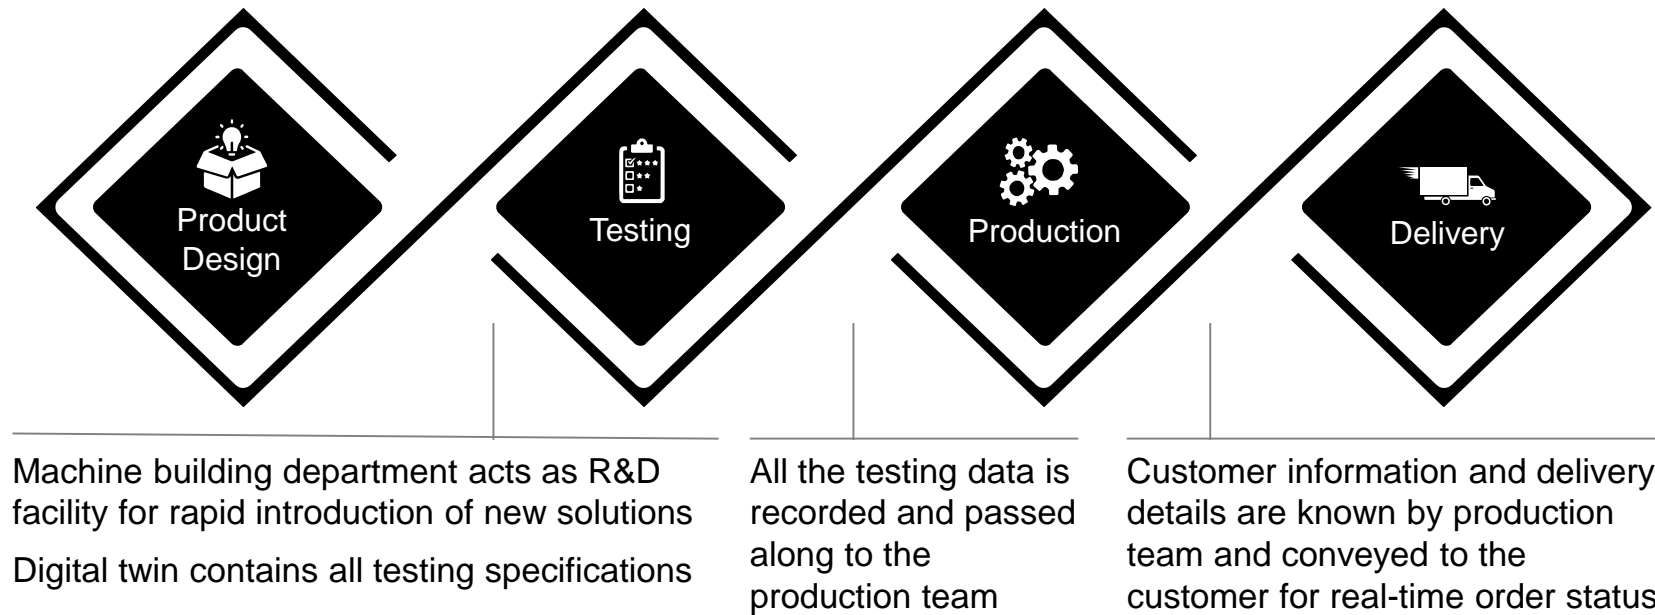 Product
Design
Testing
Production
Delivery
Machine building department acts as R&D
facility for rapid introduction of new solutions
Digital twin contains all testing specifications
All the testing data is
recorded and passed
along to the
production team
Customer information and delivery
details are known by production
team and conveyed to the
customer for real-time order status